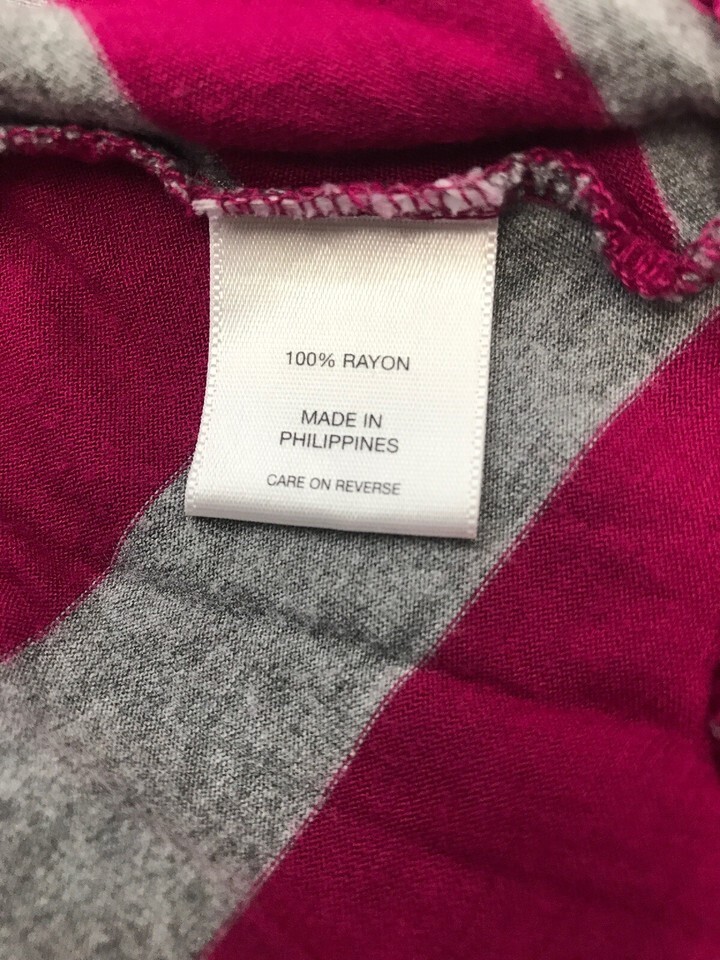 100% RAYON
MADE IN
PHILIPPINES
CARE ON REVERSE